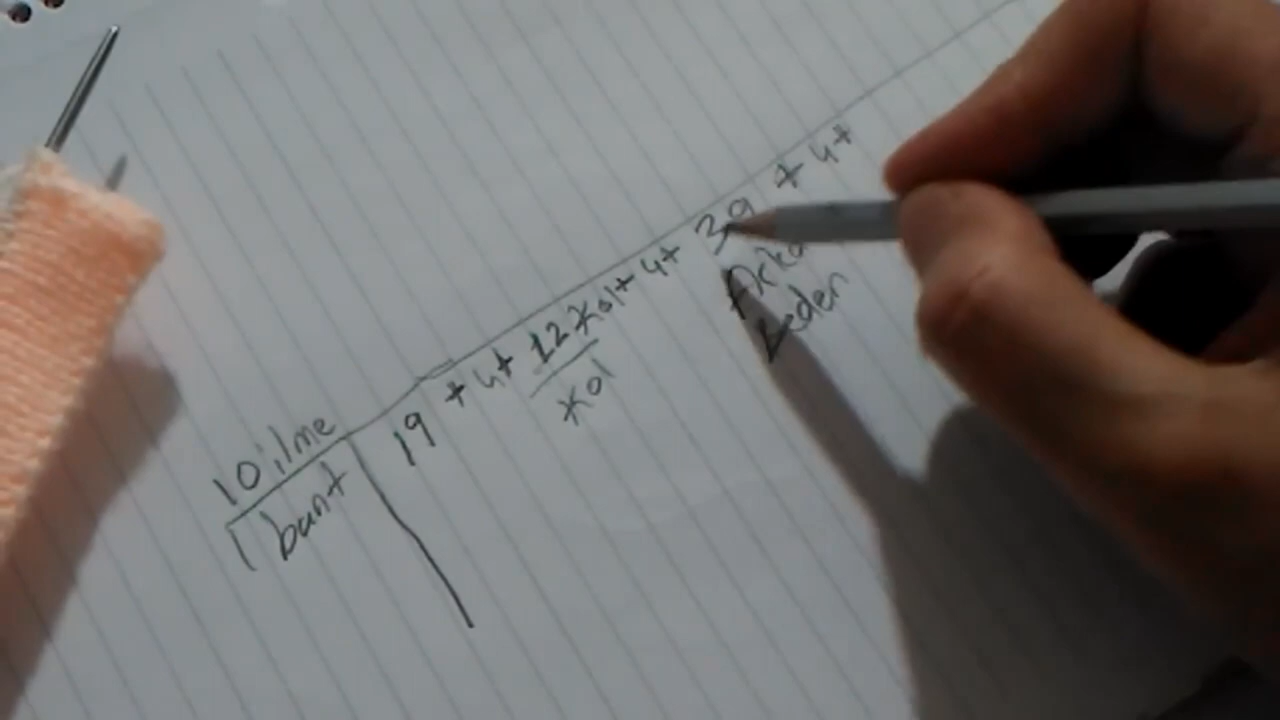 10 ilme
1 bant
19 + 4+ 12 kol + 4+ 39 + 4+
kol
Arka
beden